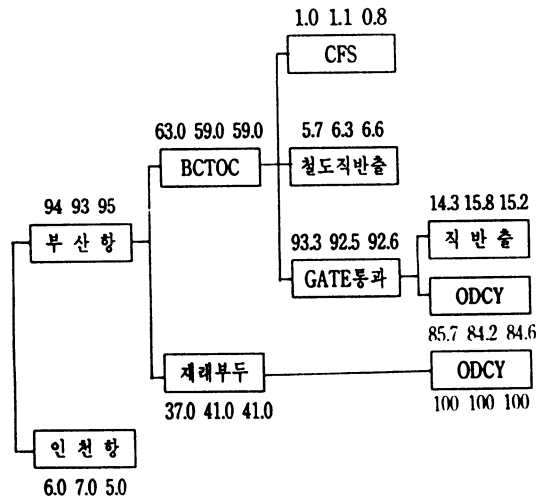 1.0 1.1 0.8
CFS
63.0 59.0 59.0
BCTOC
5.7 6.3 6.6
철도직반출
94 93 95
부산항
93.3 92.5 92.6
GATE통과
14.3 15.8 15.2
직반출
ODCY
85.7 84.2 84.6
재래부두
37.0 41.0 41.0
ODCY
100 100 100
인천항
6.0 7.0 5.0